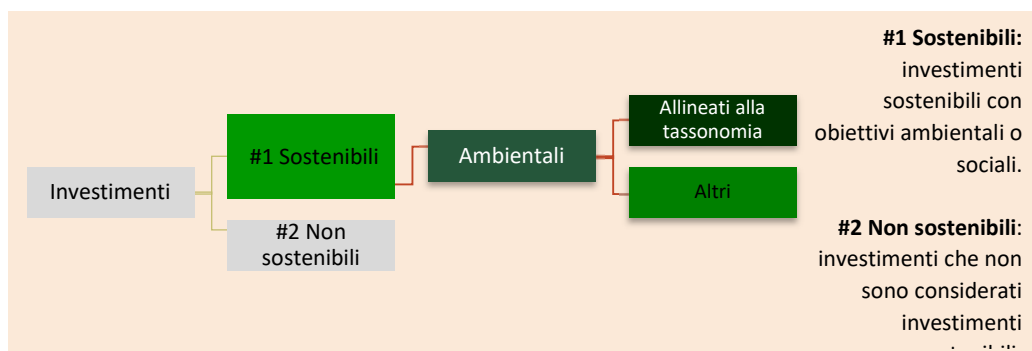 Investimenti
#1 Sostenibili
#2 Non
sostenibili
Ambientali
Allineati alla
tassonomia
Altri
#1 Sostenibili:
investimenti
sostenibili con
obiettivi ambientali o
sociali.
#2 Non sostenibili:
investimenti che non
sono considerati
investimenti